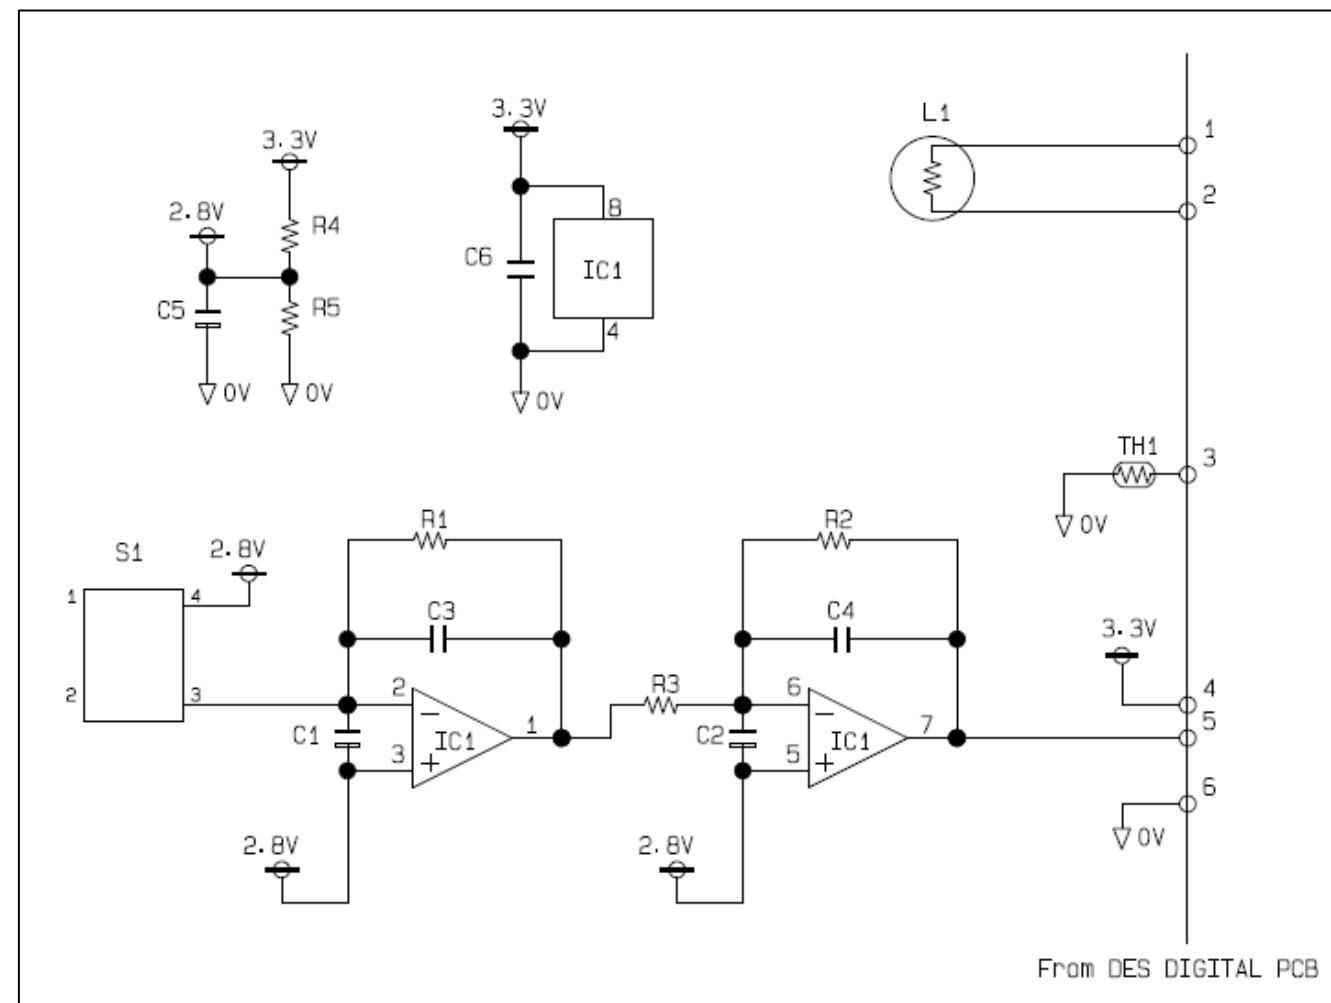 L1
1
3.3V
3.3V
2
2.8V
R4
8
C6
IC1
C5
R5
4
0V
0V
0V
TH1
3
0V
R1
R2
S1
2.8V
1
4
C3
C4
3.3V
2
3
R3
2
6
4
C1
IC1
1
C2
IC1
7
5
3
5
6
2.8V
2.8V
0V
From DES DIGITAL PCB